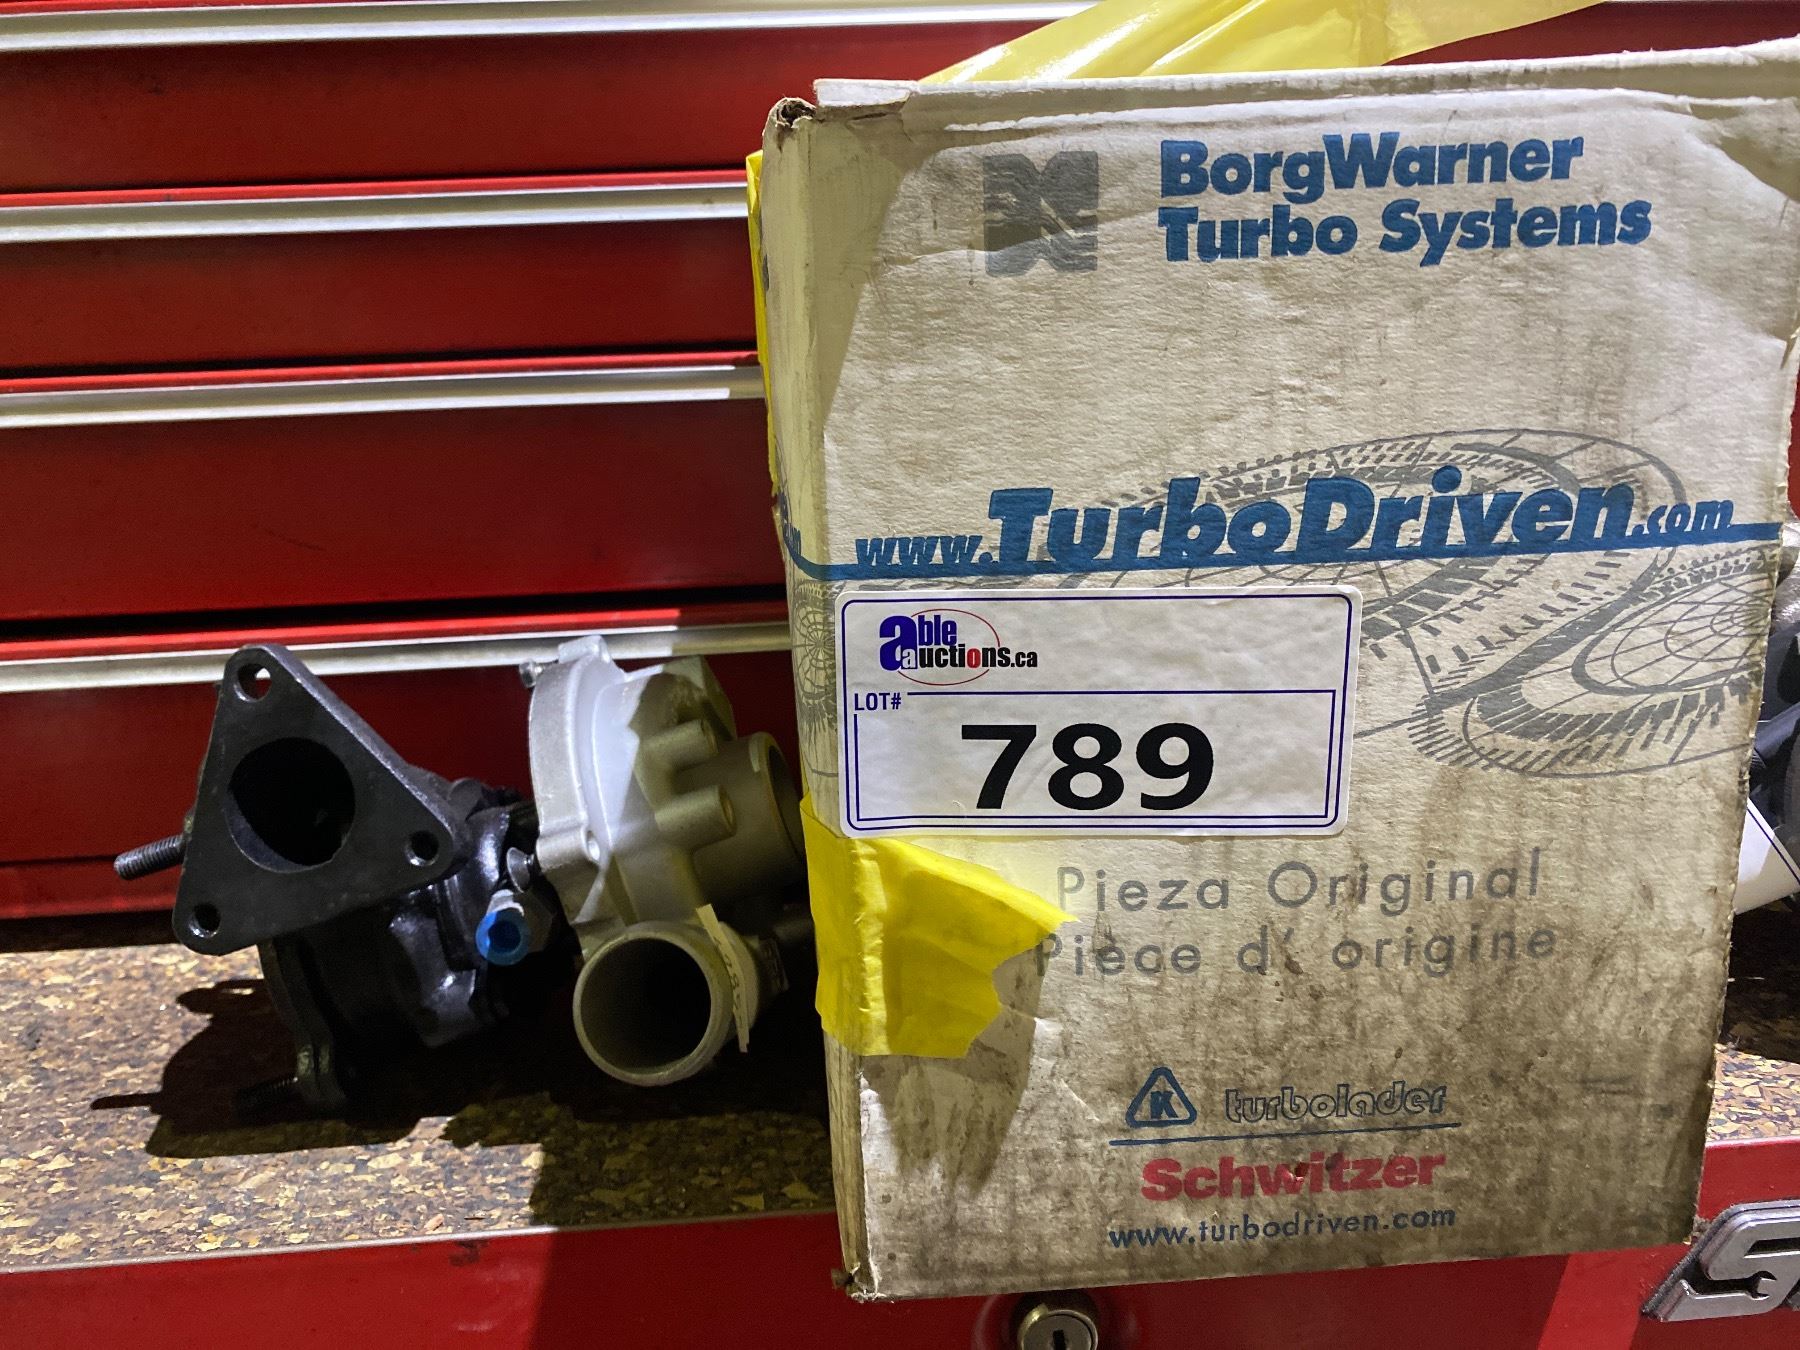 BorgWarner
Turbo Systems
www.TurboDriven.com
able
auctions.ca
LOT#
789
Pieza Original
Pièce d' origine
K turbolader
Schwitzer
www.turbodriven.com